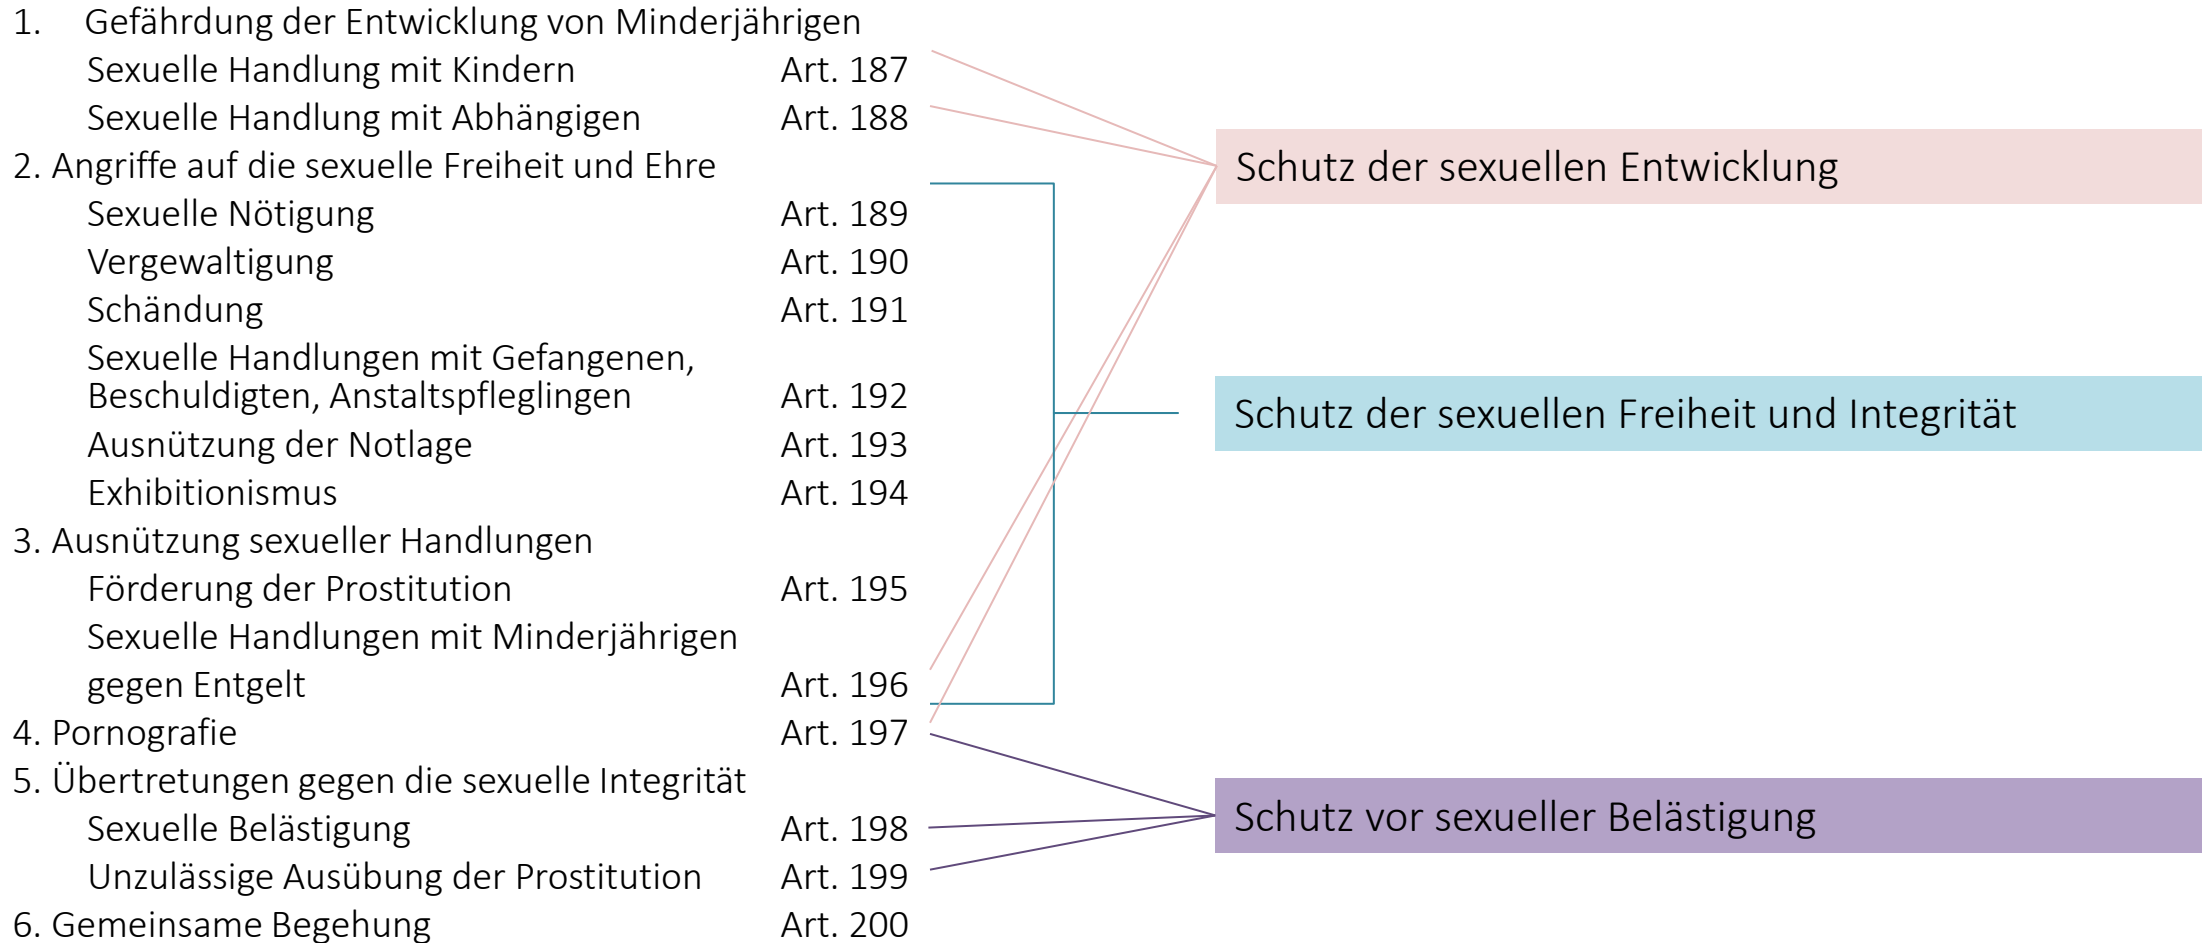 1. Gefährdung der Entwicklung von Minderjährigen
Sexuelle Handlung mit Kindern Art. 187
Sexuelle Handlung mit Abhängigen Art. 188
2. Angriffe auf die sexuelle Freiheit und Ehre
Sexuelle Nötigung Art. 189
Vergewaltigung Art. 190
Schändung Art. 191
Sexuelle Handlungen mit Gefangenen,
Beschuldigten, Anstaltspfleglingen Art. 192
Ausnützung der Notlage Art. 193
Exhibitionismus Art. 194
3. Ausnützung sexueller Handlungen
Förderung der Prostitution Art. 195
Sexuelle Handlungen mit Minderjährigen
gegen Entgelt Art. 196
4. Pornografie Art. 197
5. Übertretungen gegen die sexuelle Integrität
Sexuelle Belästigung Art. 198
Unzulässige Ausübung der Prostitution Art. 199
6. Gemeinsame Begehung Art. 200
Schutz der sexuellen Entwicklung
Schutz der sexuellen Freiheit und Integrität
Schutz vor sexueller Belästigung